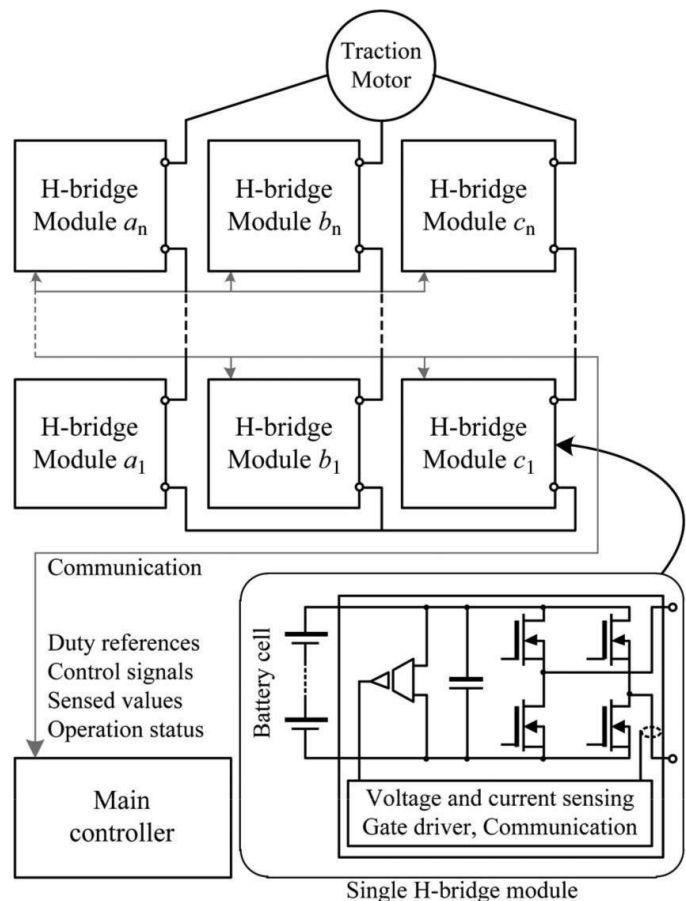 Traction
Motor
H-bridge
Module aₙ
H-bridge
Module bₙ
H-bridge
Module cₙ
H-bridge
Module a₁
H-bridge
Module b₁
H-bridge
Module c₁
Communication
Duty references
Control signals
Sensed values
Operation status
Main
controller
Battery cell
Voltage and current sensing
Gate driver, Communication
Single H-bridge module